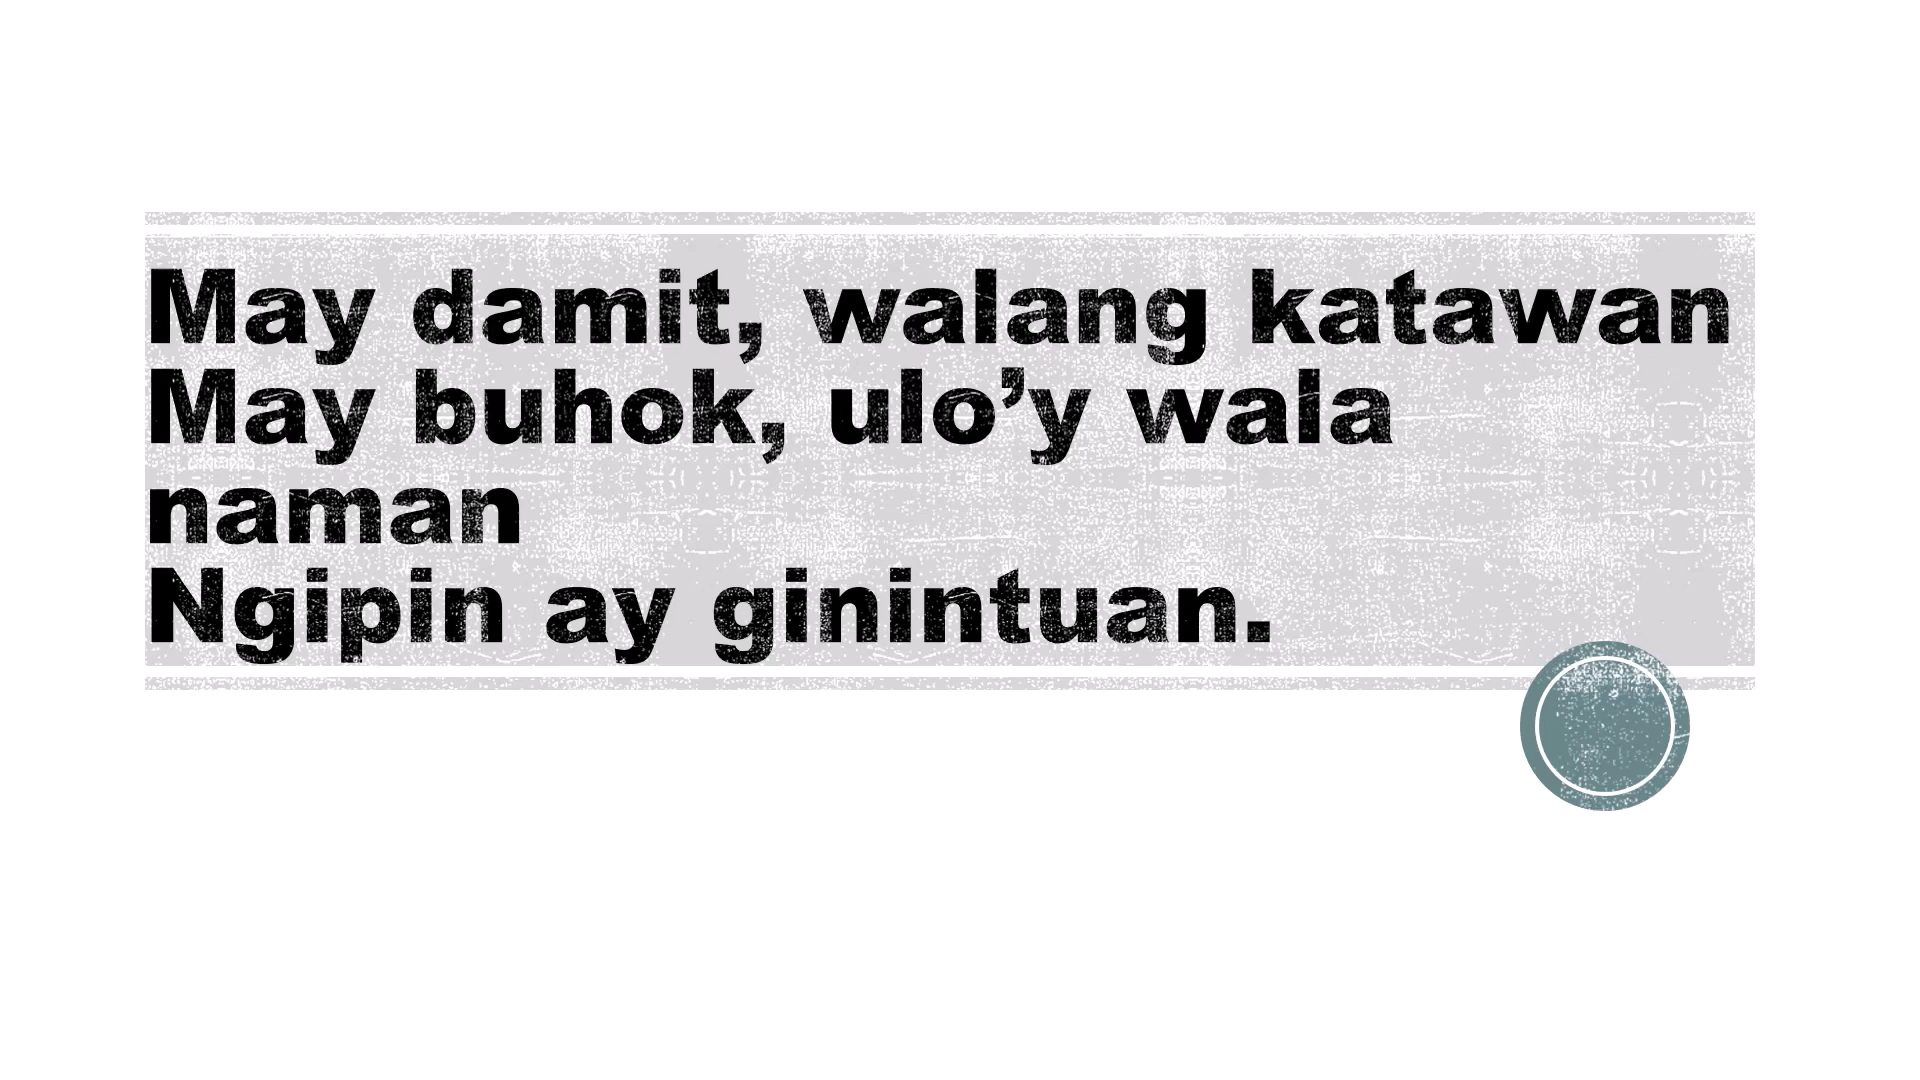 May damit, walang katawan
May buhok, ulo’y wala
naman
Ngipin ay ginintuan.